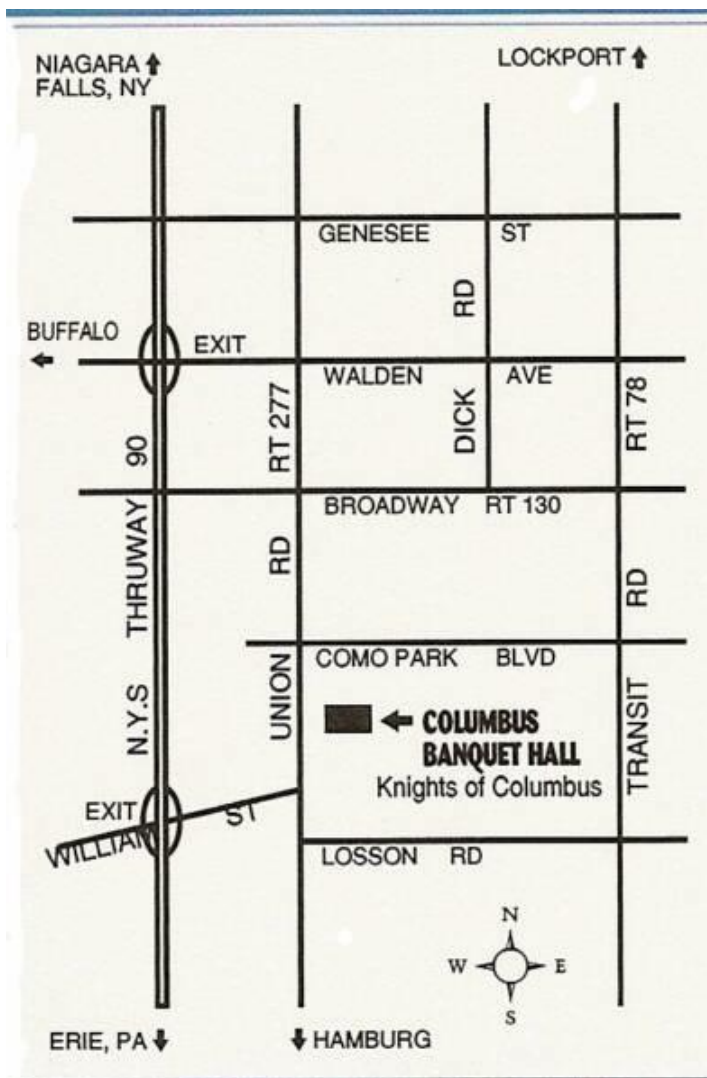 NIAGARA
FALLS, NY
LOCKPORT
GENESEE ST
BUFFALO
EXIT
WALDEN AVE
DICK RD
RT 277
RT 78
90
BROADWAY RT 130
N.Y.S THRUWAY
UNION RD
TRANSIT RD
COMO PARK BLVD
COLUMBUS
BANQUET HALL
Knights of Columbus
EXIT
WILLIAM ST
LOSSON RD
N
W E
S
ERIE, PA
HAMBURG